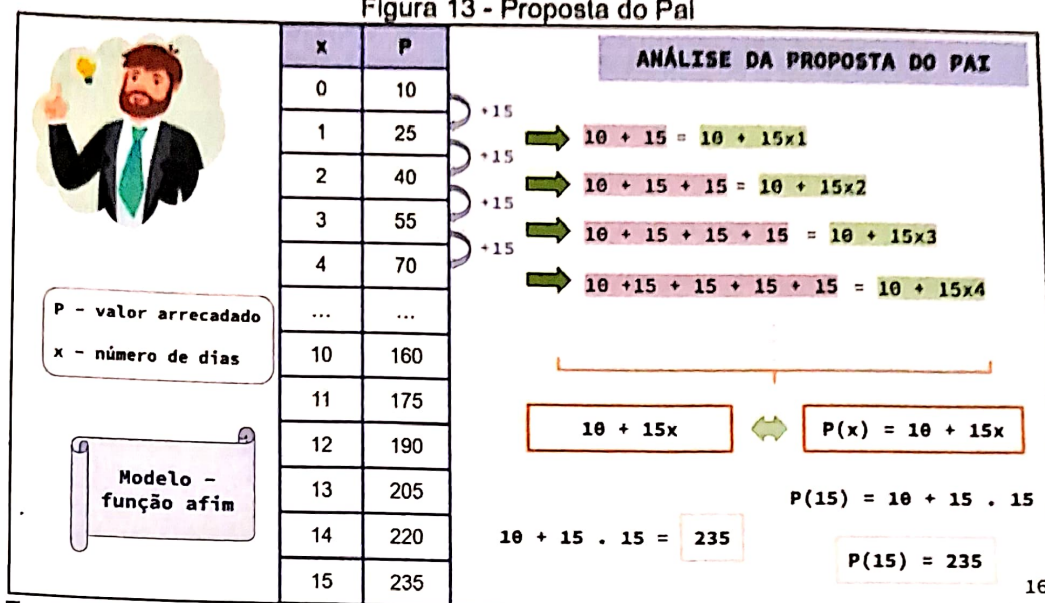 Figura 13 - Proposta do Pai
x P
0 10
1 25
2 40
3 55
4 70
... ...
10 160
11 175
12 190
13 205
14 220
15 235
+15
+15
+15
+15
P - valor arrecadado
x - número de dias
Modelo -
função afim
ANÁLISE DA PROPOSTA DO PAI
10 + 15 = 10 + 15x1
10 + 15 + 15 = 10 + 15x2
10 + 15 + 15 + 15 = 10 + 15x3
10 +15 + 15 + 15 + 15 = 10 + 15x4
10 + 15x
P(x) = 10 + 15x
10 + 15 . 15 = 235
P(15) = 10 + 15 . 15
P(15) = 235
16